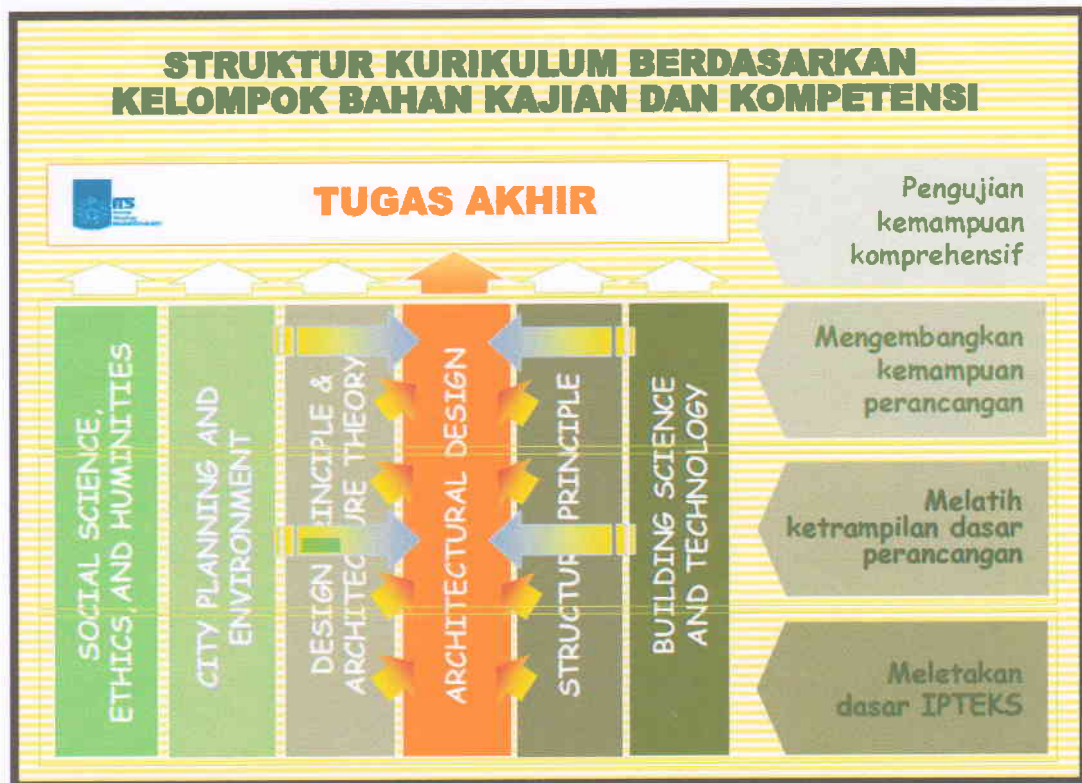 STRUKTUR KURIKULUM BERDASARKAN
KELOMPOK BAHAN KAJIAN DAN KOMPETENSI
ITS
TUGAS AKHIR
Pengujian
kemampuan
komprehensif
SOCIAL SCIENCE,
ETHICS, AND HUMINITIES
CITY PLANNING AND
ENVIRONMENT
DESIGN
&
THEORY
ARCHITECTURAL DESIGN
PRINCIPLE
BUILDING SCIENCE
AND TECHNOLOGY
Mengembangkan
kemampuan
perancangan
Melatih
ketrampilan dasar
perancangan
Meletakan
dasar IPTEKS